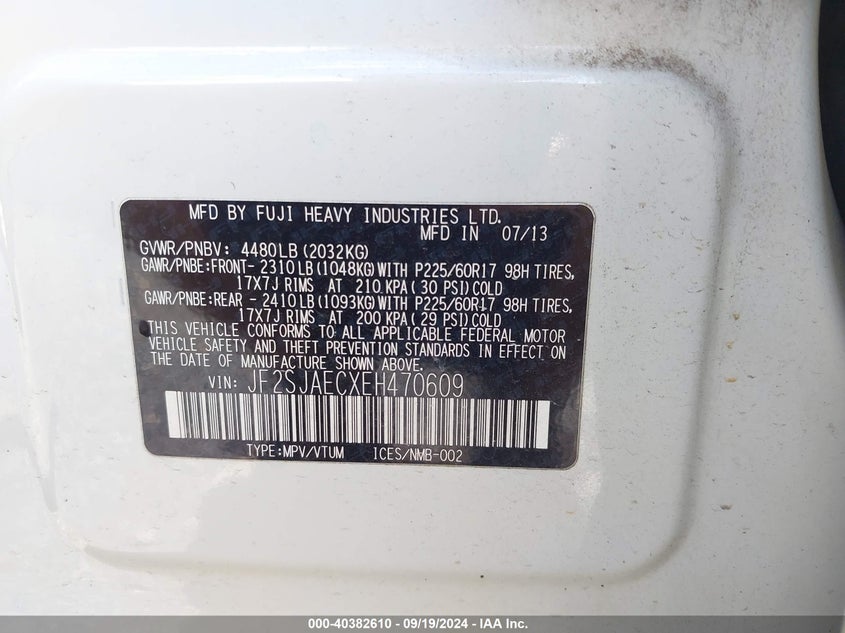 MFD BY FUJI HEAVY INDUSTRIES LTD.
MFD IN 07/13
GVWR/PNBV: 4480LB(2032KG)
GAWR/PNBE:FRONT- 2310LB(1048KG)WITH P225/60R17 98H TIRES,
17X7J RIMS AT 210 KPA( 30 PSI)COLD
GAWR/PNBE:REAR - 2410LB(1093KG)WITH P225/60R17 98H TIRES,
17X7J RIMS AT 200 KPA( 29 PSI)COLD
THIS VEHICLE CONFORMS TO ALL APPLICABLE FEDERAL MOTOR
VEHICLE SAFETY AND THEFT PREVENTION STANDARDS IN EFFECT ON
THE DATE OF MANUFACTURE SHOWN ABOVE.
VIN: JF2SJAECXEH470609
TYPE:MPV/VTUM ICES/NMB-002
000-40382610 - 09/19/2024 - IAA Inc.